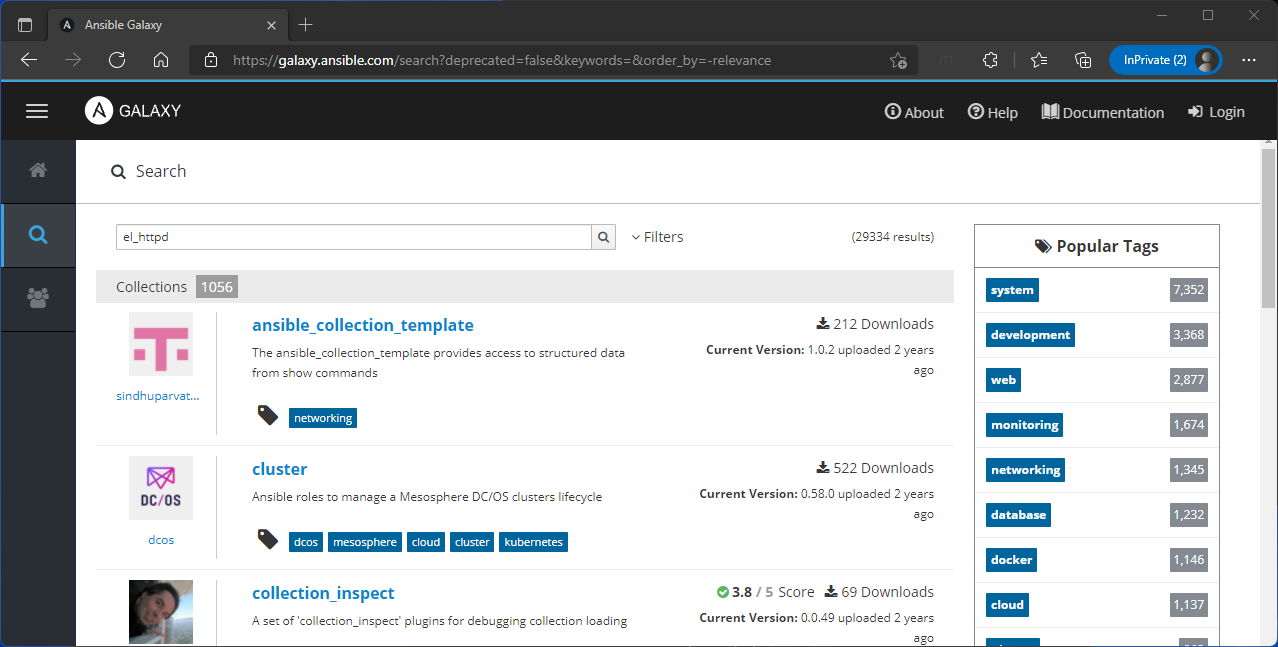 Ansible Galaxy
https://galaxy.ansible.com/search?deprecated=false&keywords=&order_by=-relevance
InPrivate (2)
A GALAXY
About
Help
Documentation
Login
Search
el_httpd
Filters
(29334 results)
Collections 1056
ansible_collection_template
212 Downloads
The ansible_collection_template provides access to structured data
from show commands
Current Version: 1.0.2 uploaded 2 years
ago
sindhuparvat...
networking
cluster
522 Downloads
DC/OS
Ansible roles to manage a Mesosphere DC/OS clusters lifecycle
Current Version: 0.58.0 uploaded 2 years
ago
dcos
dcos mesosphere cloud cluster kubernetes
collection_inspect
3.8 / 5 Score 69 Downloads
A set of 'collection_inspect' plugins for debugging collection loading
Current Version: 0.0.49 uploaded 2 years
ago
Popular Tags
system 7,352
development 3,368
web 2,877
monitoring 1,674
networking 1,345
database 1,232
docker 1,146
cloud 1,137